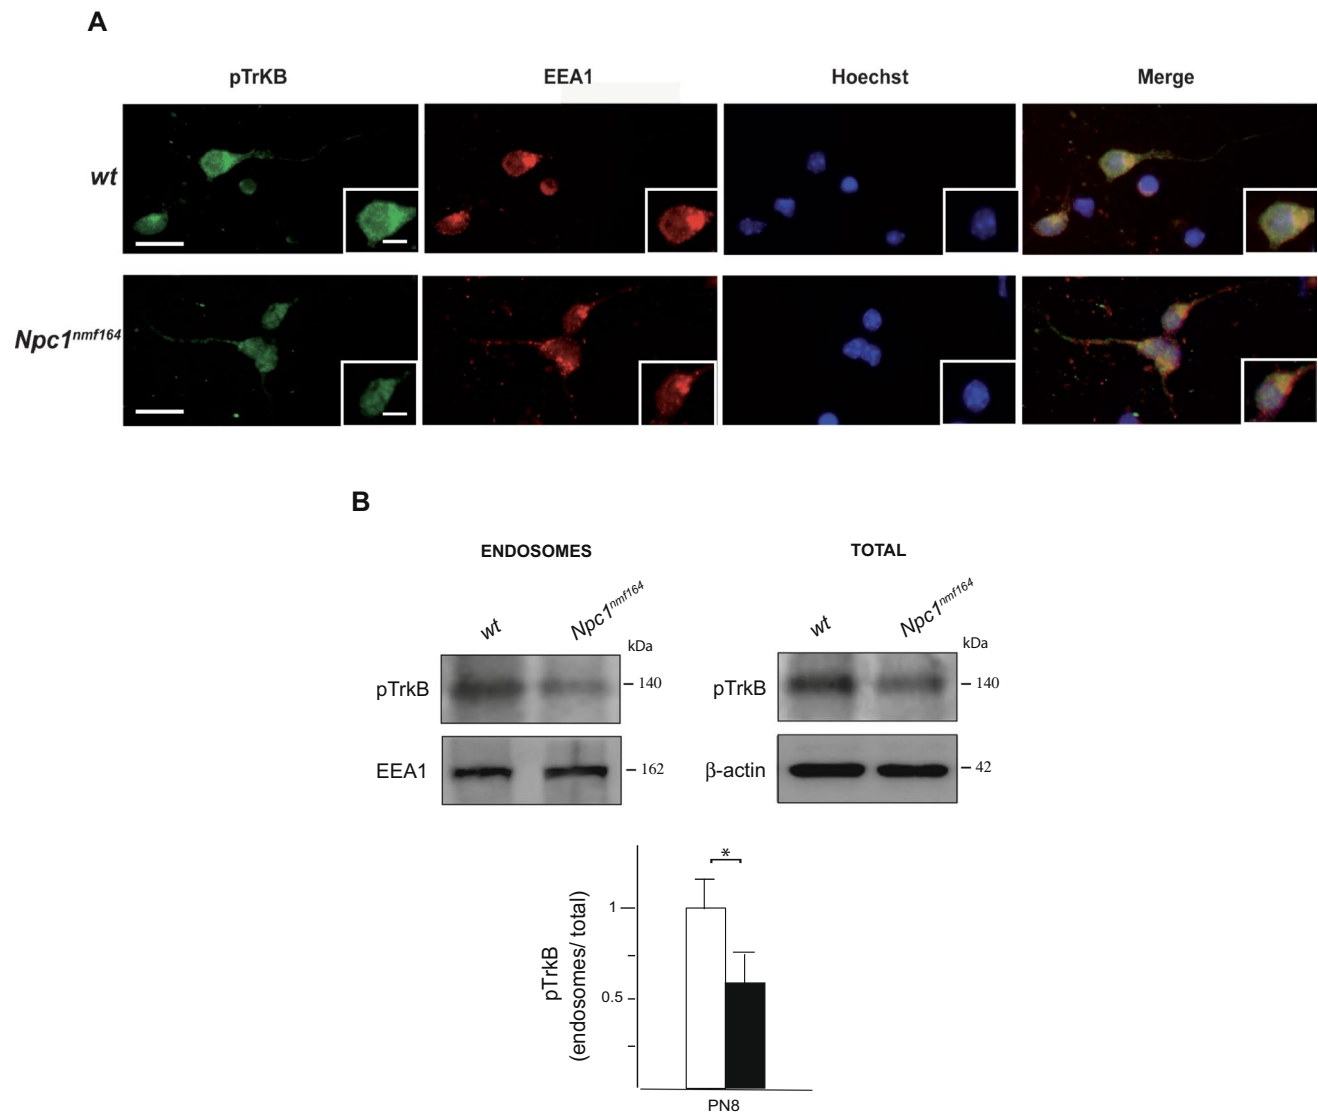 A
pTrKB EEA1 Hoechst Merge
wt
Npc1nmf164
B
ENDOSOMES TOTAL
wt Npc1nmf164 wt Npc1nmf164
kDa kDa
pTrkB 140 pTrkB 140
EEA1 162 β-actin 42
*
1
0.5
pTrkB
(endosomes/ total)
PN8